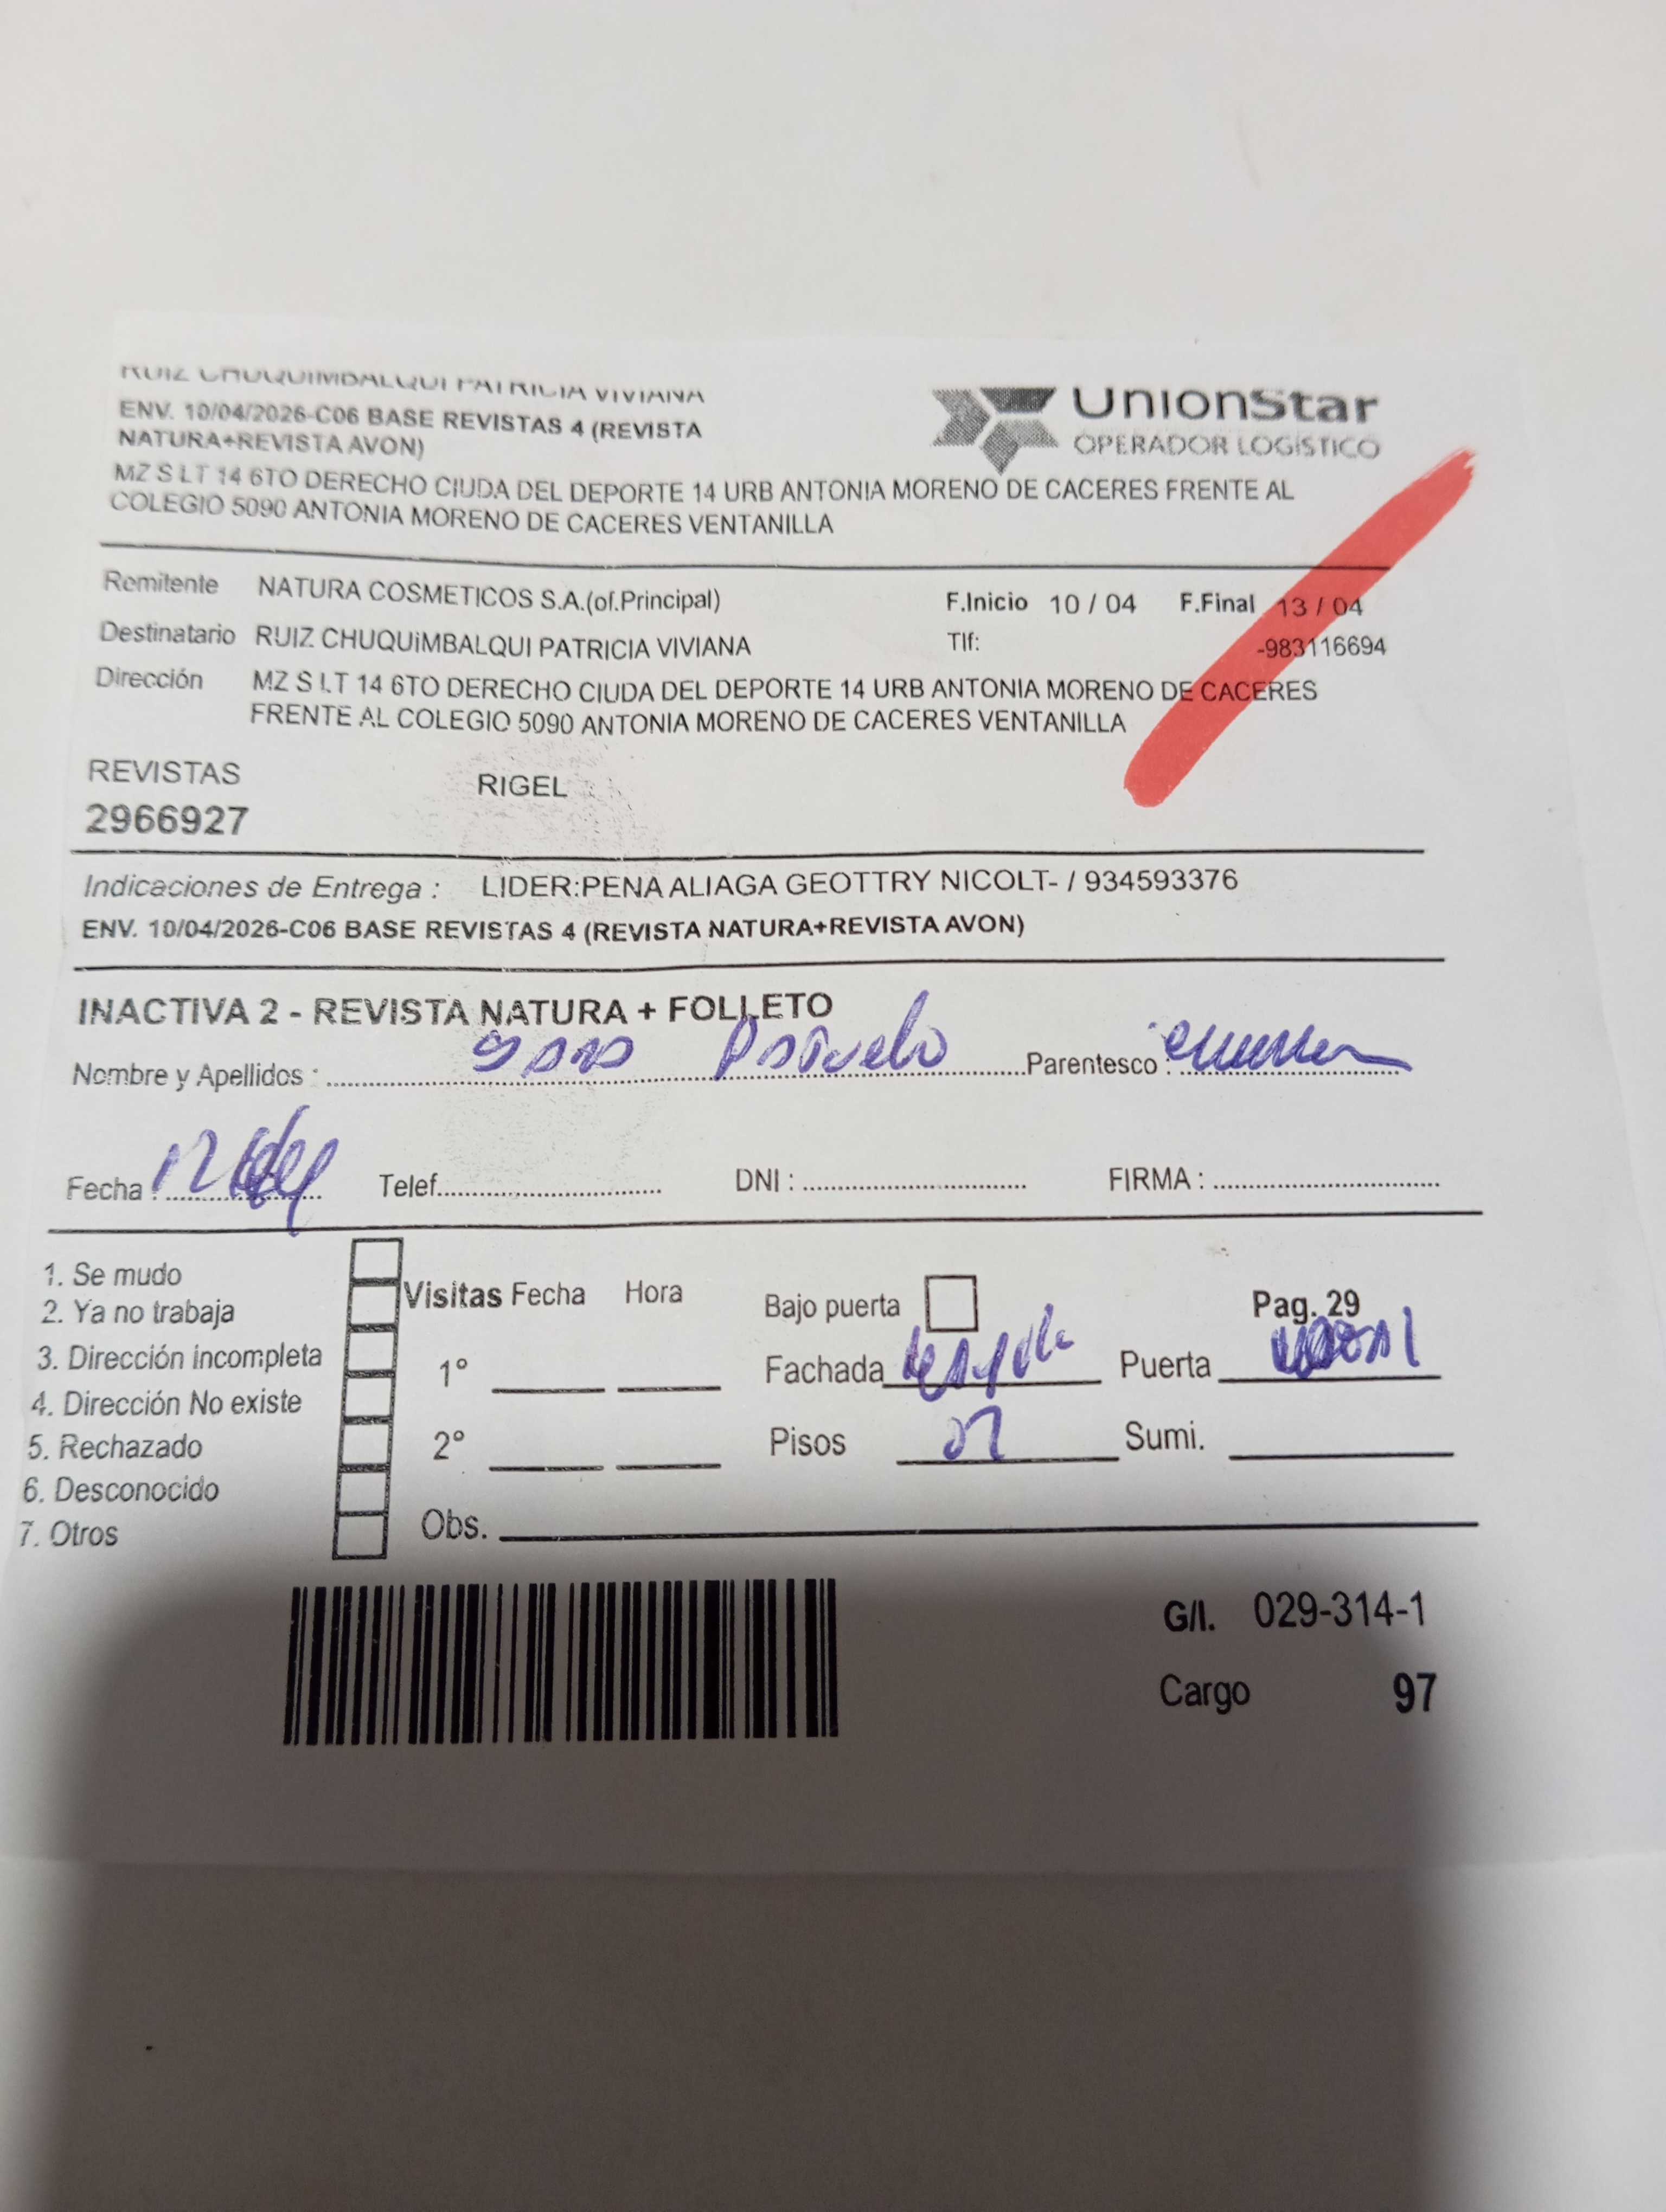 RUIZ CHUQUIMBALQUI PATRICIA VIVIANA
ENV. 10/04/2026-C06 BASE REVISTAS 4 (REVISTA
NATURA+REVISTA AVON)
UnionStar
OPERADOR LOGÍSTICO
MZ S LT 14 6TO DERECHO CIUDA DEL DEPORTE 14 URB ANTONIA MORENO DE CACERES FRENTE AL
COLEGIO 5090 ANTONIA MORENO DE CACERES VENTANILLA
Remitente NATURA COSMETICOS S.A.(of.Principal) F.Inicio 10 / 04 F.Final 13 / 04
Destinatario RUIZ CHUQUIMBALQUI PATRICIA VIVIANA Tlf: -983116694
Dirección MZ S LT 14 6TO DERECHO CIUDA DEL DEPORTE 14 URB ANTONIA MORENO DE CACERES
FRENTE AL COLEGIO 5090 ANTONIA MORENO DE CACERES VENTANILLA
REVISTAS RIGEL
2966927
Indicaciones de Entrega : LIDER:PENA ALIAGA GEOTTRY NICOLT- / 934593376
ENV. 10/04/2026-C06 BASE REVISTAS 4 (REVISTA NATURA+REVISTA AVON)
INACTIVA 2 - REVISTA NATURA + FOLLETO
Nombre y Apellidos : Parentesco :
Fecha : Telef. DNI : FIRMA :
1. Se mudo
2. Ya no trabaja
3. Dirección incompleta
4. Dirección No existe
5. Rechazado
6. Desconocido
7. Otros
Visitas Fecha Hora
1°
2°
Obs.
Bajo puerta Pag. 29
Fachada Puerta
Pisos 02 Sumi.
G/I. 029-314-1
Cargo 97